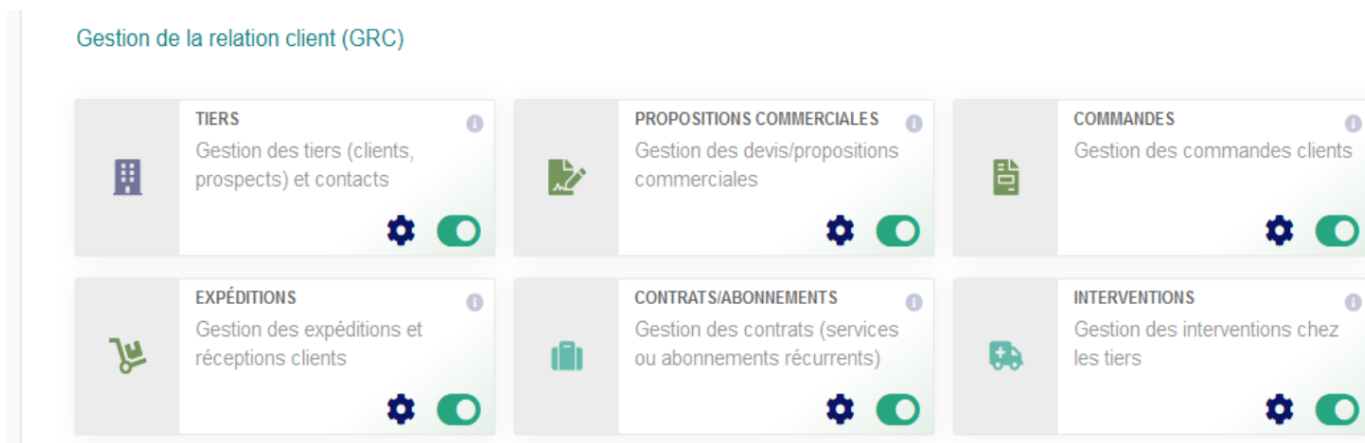 Gestion de la relation client (GRC)
TIERS
Gestion des tiers (clients,
prospects) et contacts
PROPOSITIONS COMMERCIALES
Gestion des devis/propositions
commerciales
COMMANDES
Gestion des commandes clients
EXPÉDITIONS
Gestion des expéditions et
réceptions clients
CONTRATS/ABONNEMENTS
Gestion des contrats (services
ou abonnements récurrents)
INTERVENTIONS
Gestion des interventions chez
les tiers